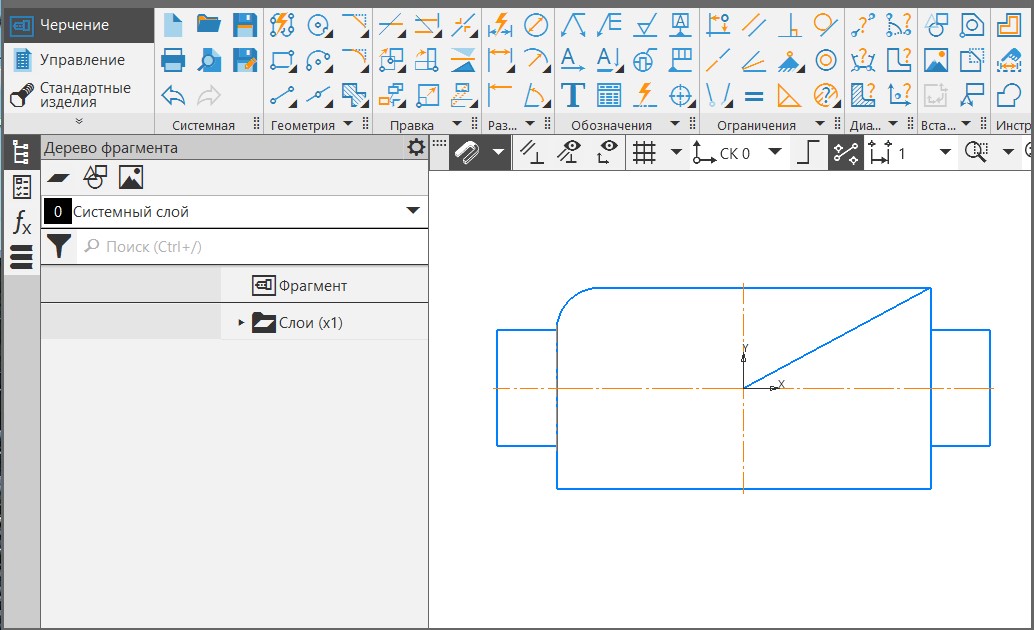 Черчение
Управление
Стандартные
изделия
Системная
Геометрия
Правка
Раз...
Обозначения
Ограничения
Диа...
Вста...
Инстр
Дерево фрагмента
СК 0
1
0 Системный слой
Поиск (Ctrl+/)
Фрагмент
Слои (x1)
Y
X